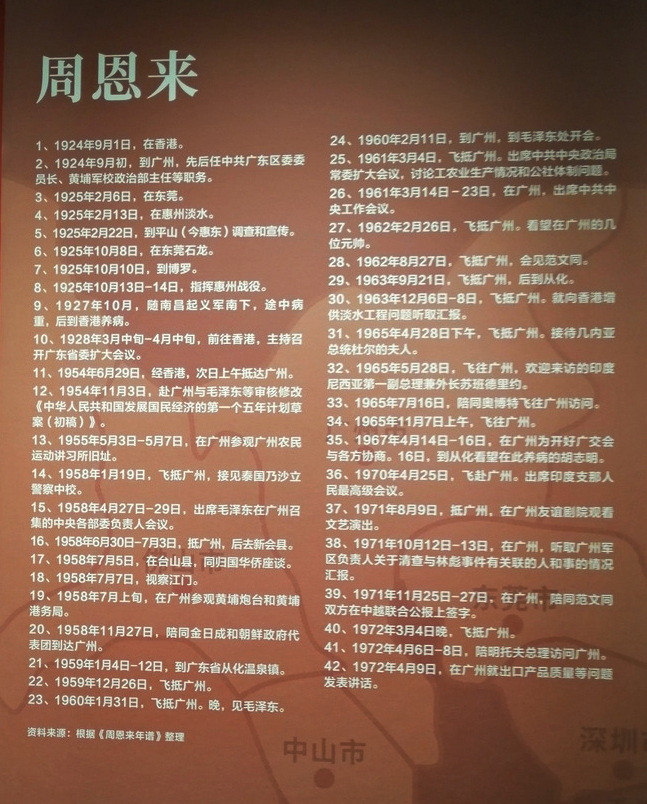 周恩来
1、1924年9月1日，在香港。
2、1924年9月初，到广州，先后任中共广东区委委
员长、黄埔军校政治部主任等职务。
3、1925年2月6日，在东莞。
4、1925年2月13日，在惠州淡水。
5、1925年2月22日，到平山（今惠东）调查和宣传。
6、1925年10月8日，在东莞石龙。
7、1925年10月10日，到博罗。
8、1925年10月13日-14日，指挥惠州战役。
9、1927年10月，随南昌起义军南下，途中病
重，后到香港养病。
10、1928年3月中旬-4月中旬，前往香港，主持召
开广东省委扩大会议。
11、1954年6月29日，经香港，次日上午抵达广州。
12、1954年11月3日，赴广州与毛泽东等审核修改
《中华人民共和国发展国民经济的第一个五年计划草
案（初稿）》。
13、1955年5月3日-5月7日，在广州参观广州农民
运动讲习所旧址。
14、1958年1月19日，飞抵广州，接见泰国乃沙立
警察中校。
15、1958年4月27日-29日，出席毛泽东在广州召
集的中央各部委负责人会议。
16、1958年6月30日-7月3日，抵广州，后去新会县。
17、1958年7月5日，在台山县，同归国华侨座谈。
18、1958年7月7日，视察江门。
19、1958年7月上旬，在广州参观黄埔炮台和黄埔
港务局。
20、1958年11月27日，陪同金日成和朝鲜政府代
表团到达广州。
21、1959年1月4日-12日，到广东省从化温泉镇。
22、1959年12月26日，飞抵广州。
23、1960年1月31日，飞抵广州。晚，见毛泽东。
资料来源：根据《周恩来年谱》整理
24、1960年2月11日，到广州，到毛泽东处开会。
25、1961年3月4日，飞抵广州。出席中共中央政治局
常委扩大会议，讨论工农业生产情况和公社体制问题。
26、1961年3月14日-23日，在广州，出席中共中
央工作会议。
27、1962年2月26日，飞抵广州。看望在广州的几
位元帅。
28、1962年8月27日，飞抵广州，会见范文同。
29、1963年9月21日，飞抵广州，后到从化。
30、1963年12月6日-8日，飞抵广州。就向香港增
供淡水工程问题听取汇报。
31、1965年4月28日下午，飞抵广州。接待几内亚
总统杜尔的夫人。
32、1965年5月28日，飞往广州，欢迎来访的印度
尼西亚第一副总理兼外长苏班德里约。
33、1965年7月16日，陪同奥博特飞往广州访问。
34、1965年11月7日上午，飞往广州。
35、1967年4月14日-16日，在广州为开好广交会
与各方协商。16日，到从化看望在此养病的胡志明。
36、1970年4月25日，飞赴广州。出席印度支那人
民最高级会议。
37、1971年8月9日，抵广州，在广州友谊剧院观看
文艺演出。
38、1971年10月12日-13日，在广州，听取广州军
区负责人关于清查与林彪事件有关联的人和事的情况
汇报。
39、1971年11月25日-27日，在广州，陪同范文同
双方在中越联合公报上签字。
40、1972年3月4日晚，飞抵广州。
41、1972年4月6日-8日，陪明托夫总理访问广州。
42、1972年4月9日，在广州就出口产品质量等问题
发表讲话。
佛山市
东莞市
中山市
深圳